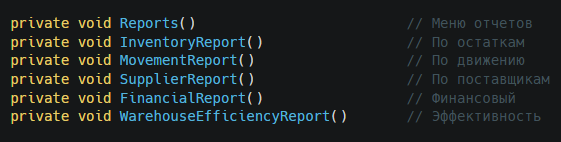 private void Reports() // Меню отчетов
private void InventoryReport() // По остаткам
private void MovementReport() // По движению
private void SupplierReport() // По поставщикам
private void FinancialReport() // Финансовый
private void WarehouseEfficiencyReport() // Эффективность